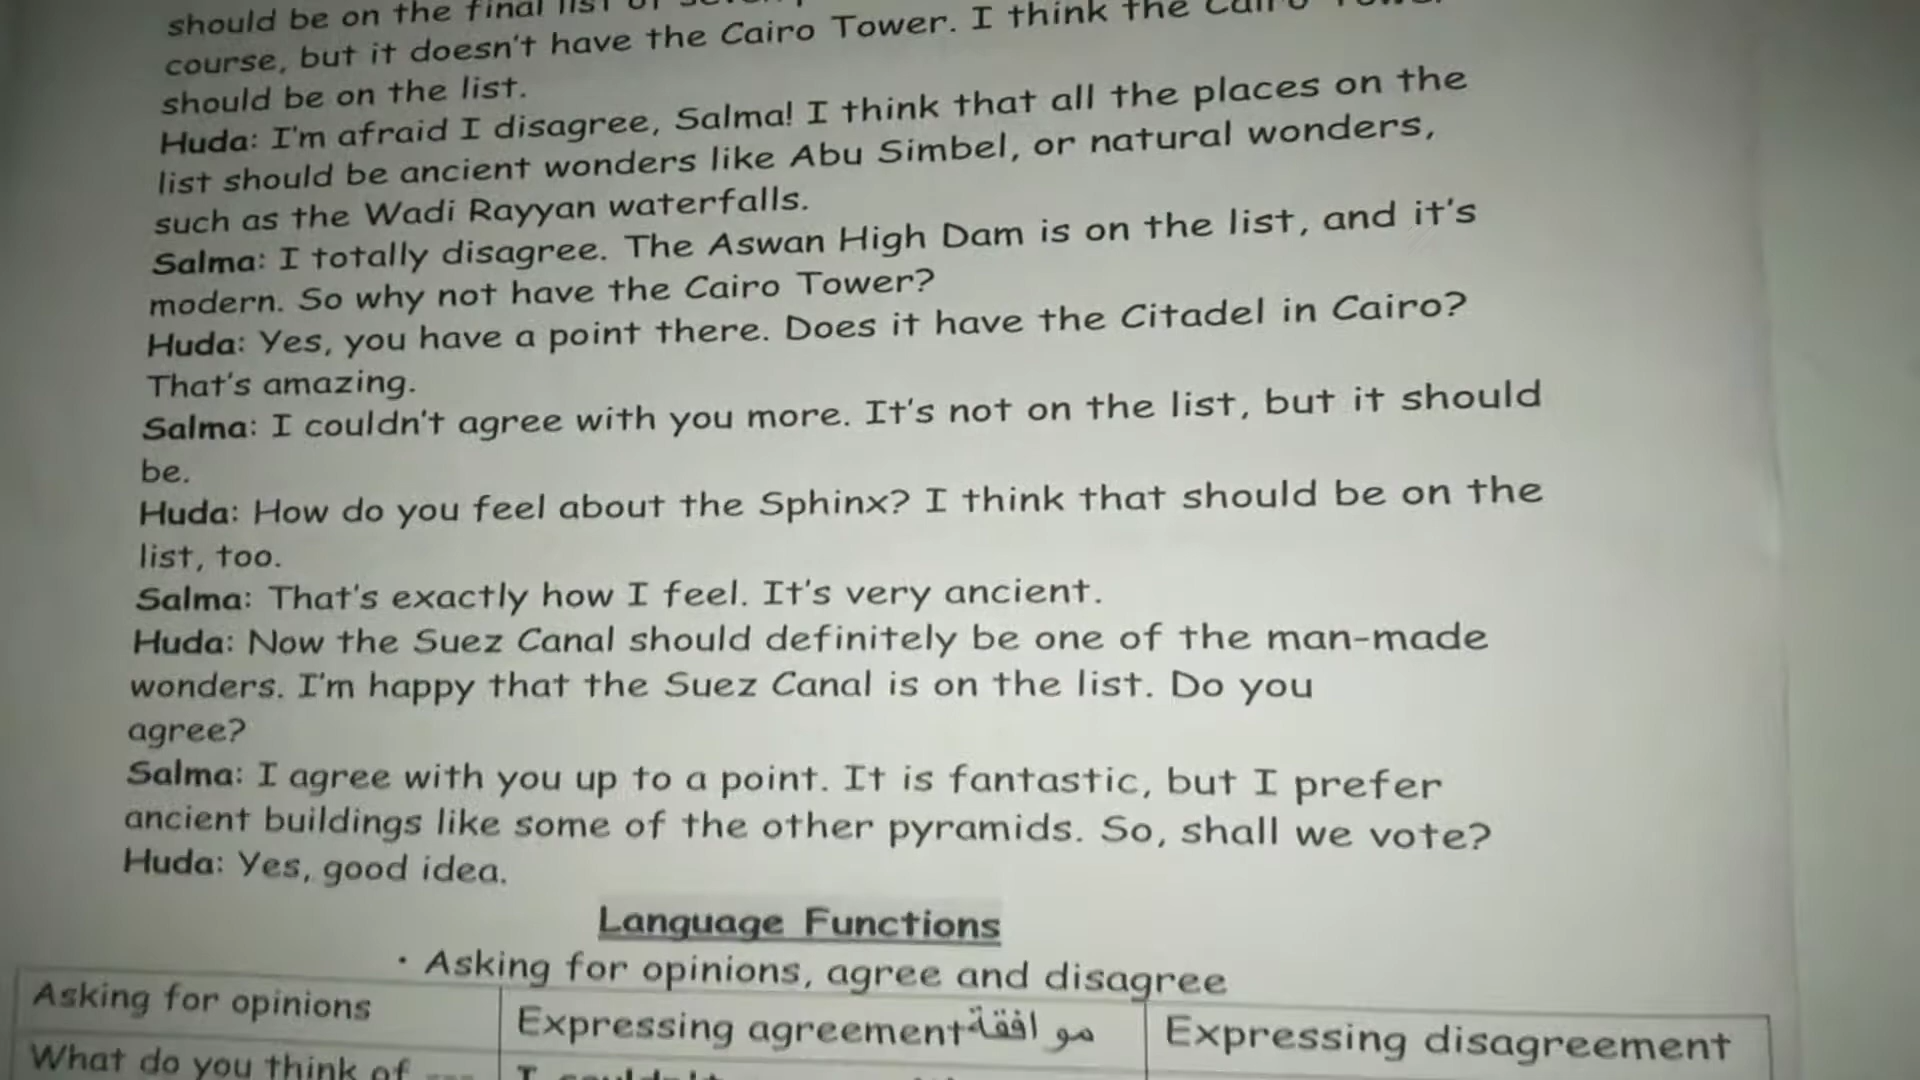 should be on the final list of
course, but it doesn't have the Cairo Tower. I think the Cairo Tower
should be on the list.
Huda: I'm afraid I disagree, Salma! I think that all the places on the
list should be ancient wonders like Abu Simbel, or natural wonders,
such as the Wadi Rayyan waterfalls.
Salma: I totally disagree. The Aswan High Dam is on the list, and it's
modern. So why not have the Cairo Tower?
Huda: Yes, you have a point there. Does it have the Citadel in Cairo?
That's amazing.
Salma: I couldn't agree with you more. It's not on the list, but it should
be.
Huda: How do you feel about the Sphinx? I think that should be on the
list, too.
Salma: That's exactly how I feel. It's very ancient.
Huda: Now the Suez Canal should definitely be one of the man-made
wonders. I'm happy that the Suez Canal is on the list. Do you
agree?
Salma: I agree with you up to a point. It is fantastic, but I prefer
ancient buildings like some of the other pyramids. So, shall we vote?
Huda: Yes, good idea.
Language Functions
• Asking for opinions, agree and disagree
Asking for opinions
Expressing agreement موافقة
Expressing disagreement
What do you think of
I couldn't